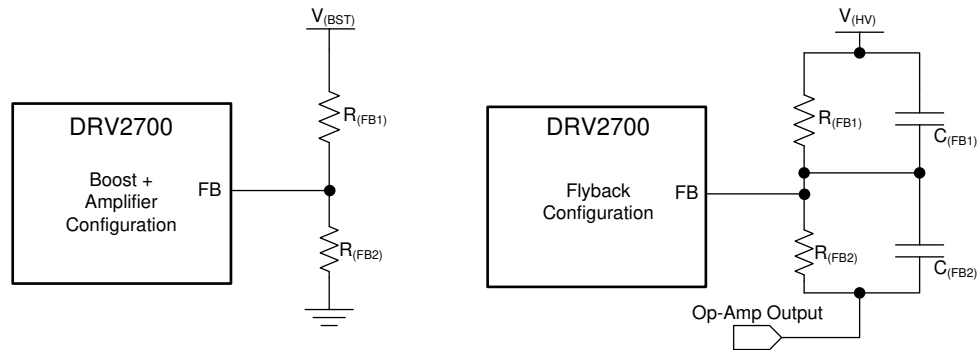 V(BST)
R(FB1)
DRV2700
Boost +
Amplifier
Configuration
FB
R(FB2)
V(HV)
R(FB1)
C(FB1)
DRV2700
Flyback
Configuration
FB
R(FB2)
C(FB2)
Op-Amp Output